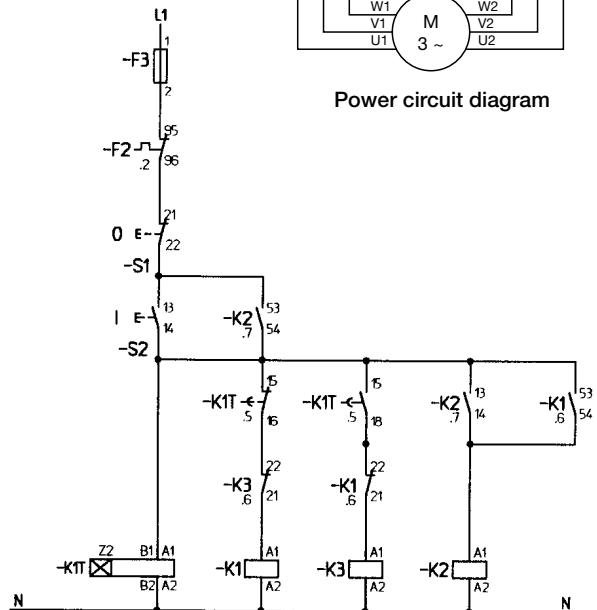 L1
W1 W2
V1 M V2
U1 3 ~ U2
Power circuit diagram
1
-F3
2
95
-F2
.2 96
21
O E
22
-S1
13 53
I E -K2
14 .7 54
-S2
15 15 13 53
-K1T -K1T -K2 -K1
.5 16 .5 18 .7 14 .6 54
22 22
-K3 -K1
.6 21 .6 21
Z2 B1 A1 A1 A1 A1
-K1T -K1 -K3 -K2
B2 A2 A2 A2 A2
N N